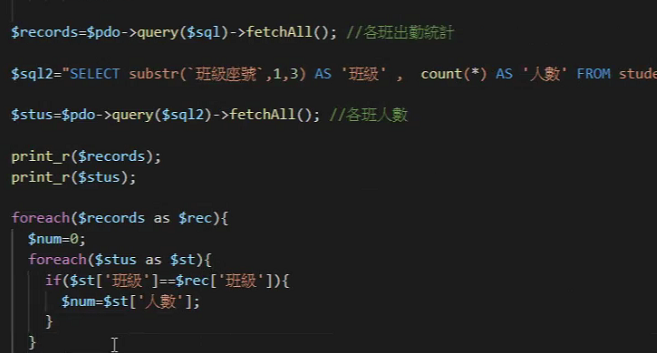 $records=$pdo->query($sql)->fetchAll(); //各班出勤統計
$sql2="SELECT substr(`班級座號`,1,3) AS '班級' , count(*) AS '人數' FROM stude
$stus=$pdo->query($sql2)->fetchAll(); //各班人數
print_r($records);
print_r($stus);
foreach($records as $rec){
$num=0;
foreach($stus as $st){
if($st['班級']==$rec['班級']){
$num=$st['人數'];
}
}